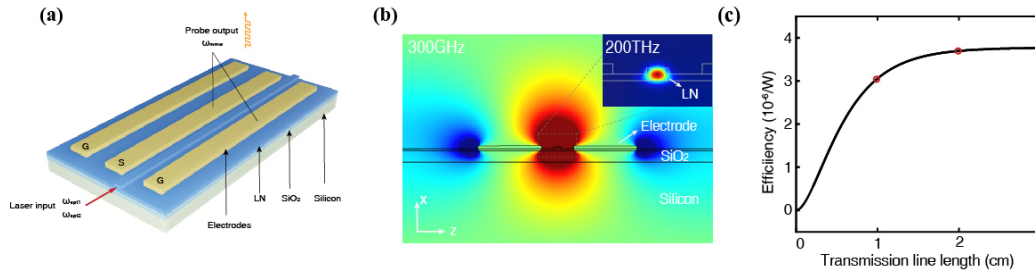 (a)
Probe output
ωmmw
G
S
G
Laser input
ωopt1
ωopt2
Electrodes
LN
SiO₂
Silicon
(b)
300GHz
200THz
LN
Electrode
SiO₂
Silicon
x
z
(c)
Efficiiency (10⁻⁶/W)
4
3
2
1
0
0
1
2
Transmission line length (cm)